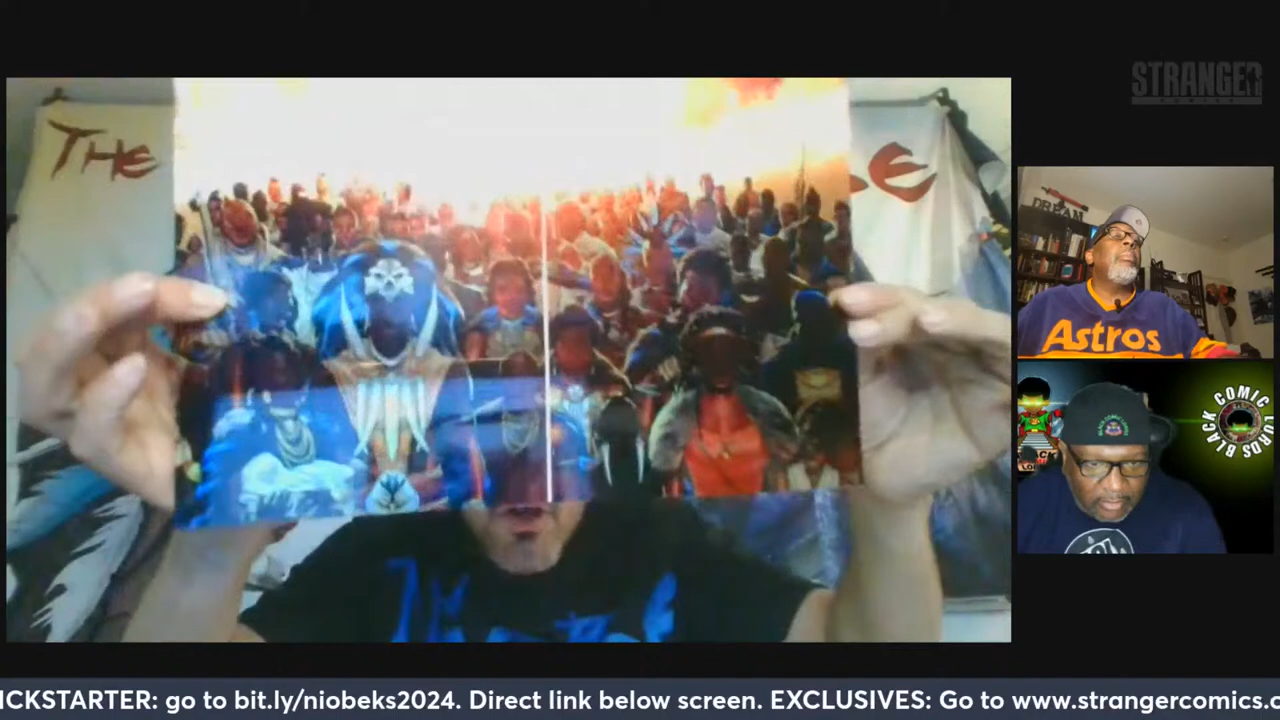 STRANGER
COMICS
THE
E
DREAM
Astros
BLACK COMIC LORDS
ICKSTARTER: go to bit.ly/niobeks2024. Direct link below screen. EXCLUSIVES: Go to www.strangercomics.c